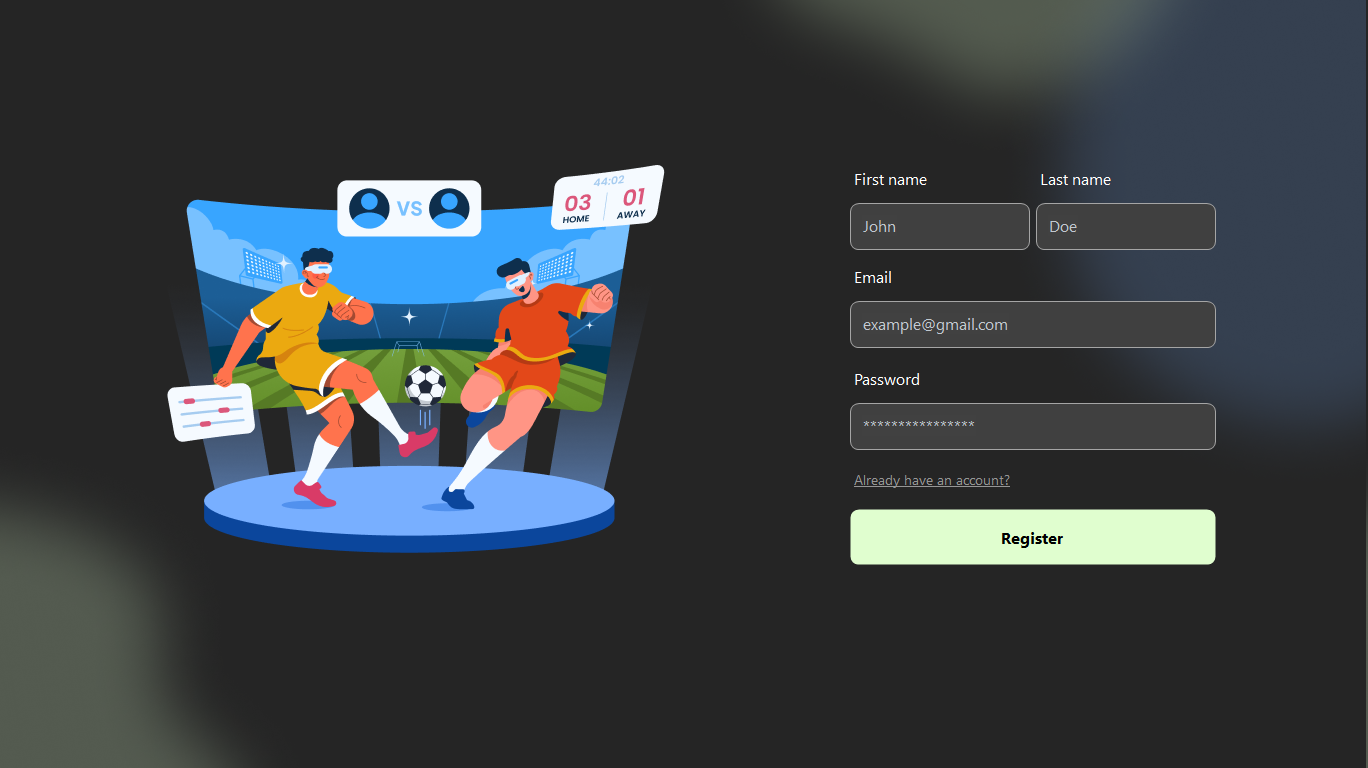 VS
44:02
03 01
HOME AWAY
First name Last name
John Doe
Email
example@gmail.com
Password
****************
Already have an account?
Register